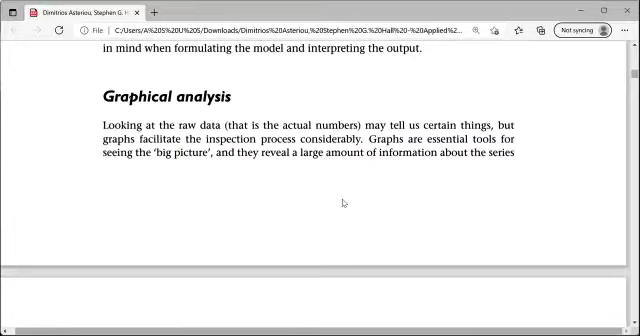 Dimitrios Asteriou, Stephen G. H
File
C:/Users/A%20S%20U%20S/Downloads/Dimitrios%20Asteriou,%20Stephen%20G.%20Hall%20-%20Applied%2...
Not syncing
in mind when formulating the model and interpreting the output.
Graphical analysis
Looking at the raw data (that is the actual numbers) may tell us certain things, but
graphs facilitate the inspection process considerably. Graphs are essential tools for
seeing the ‘big picture’, and they reveal a large amount of information about the series